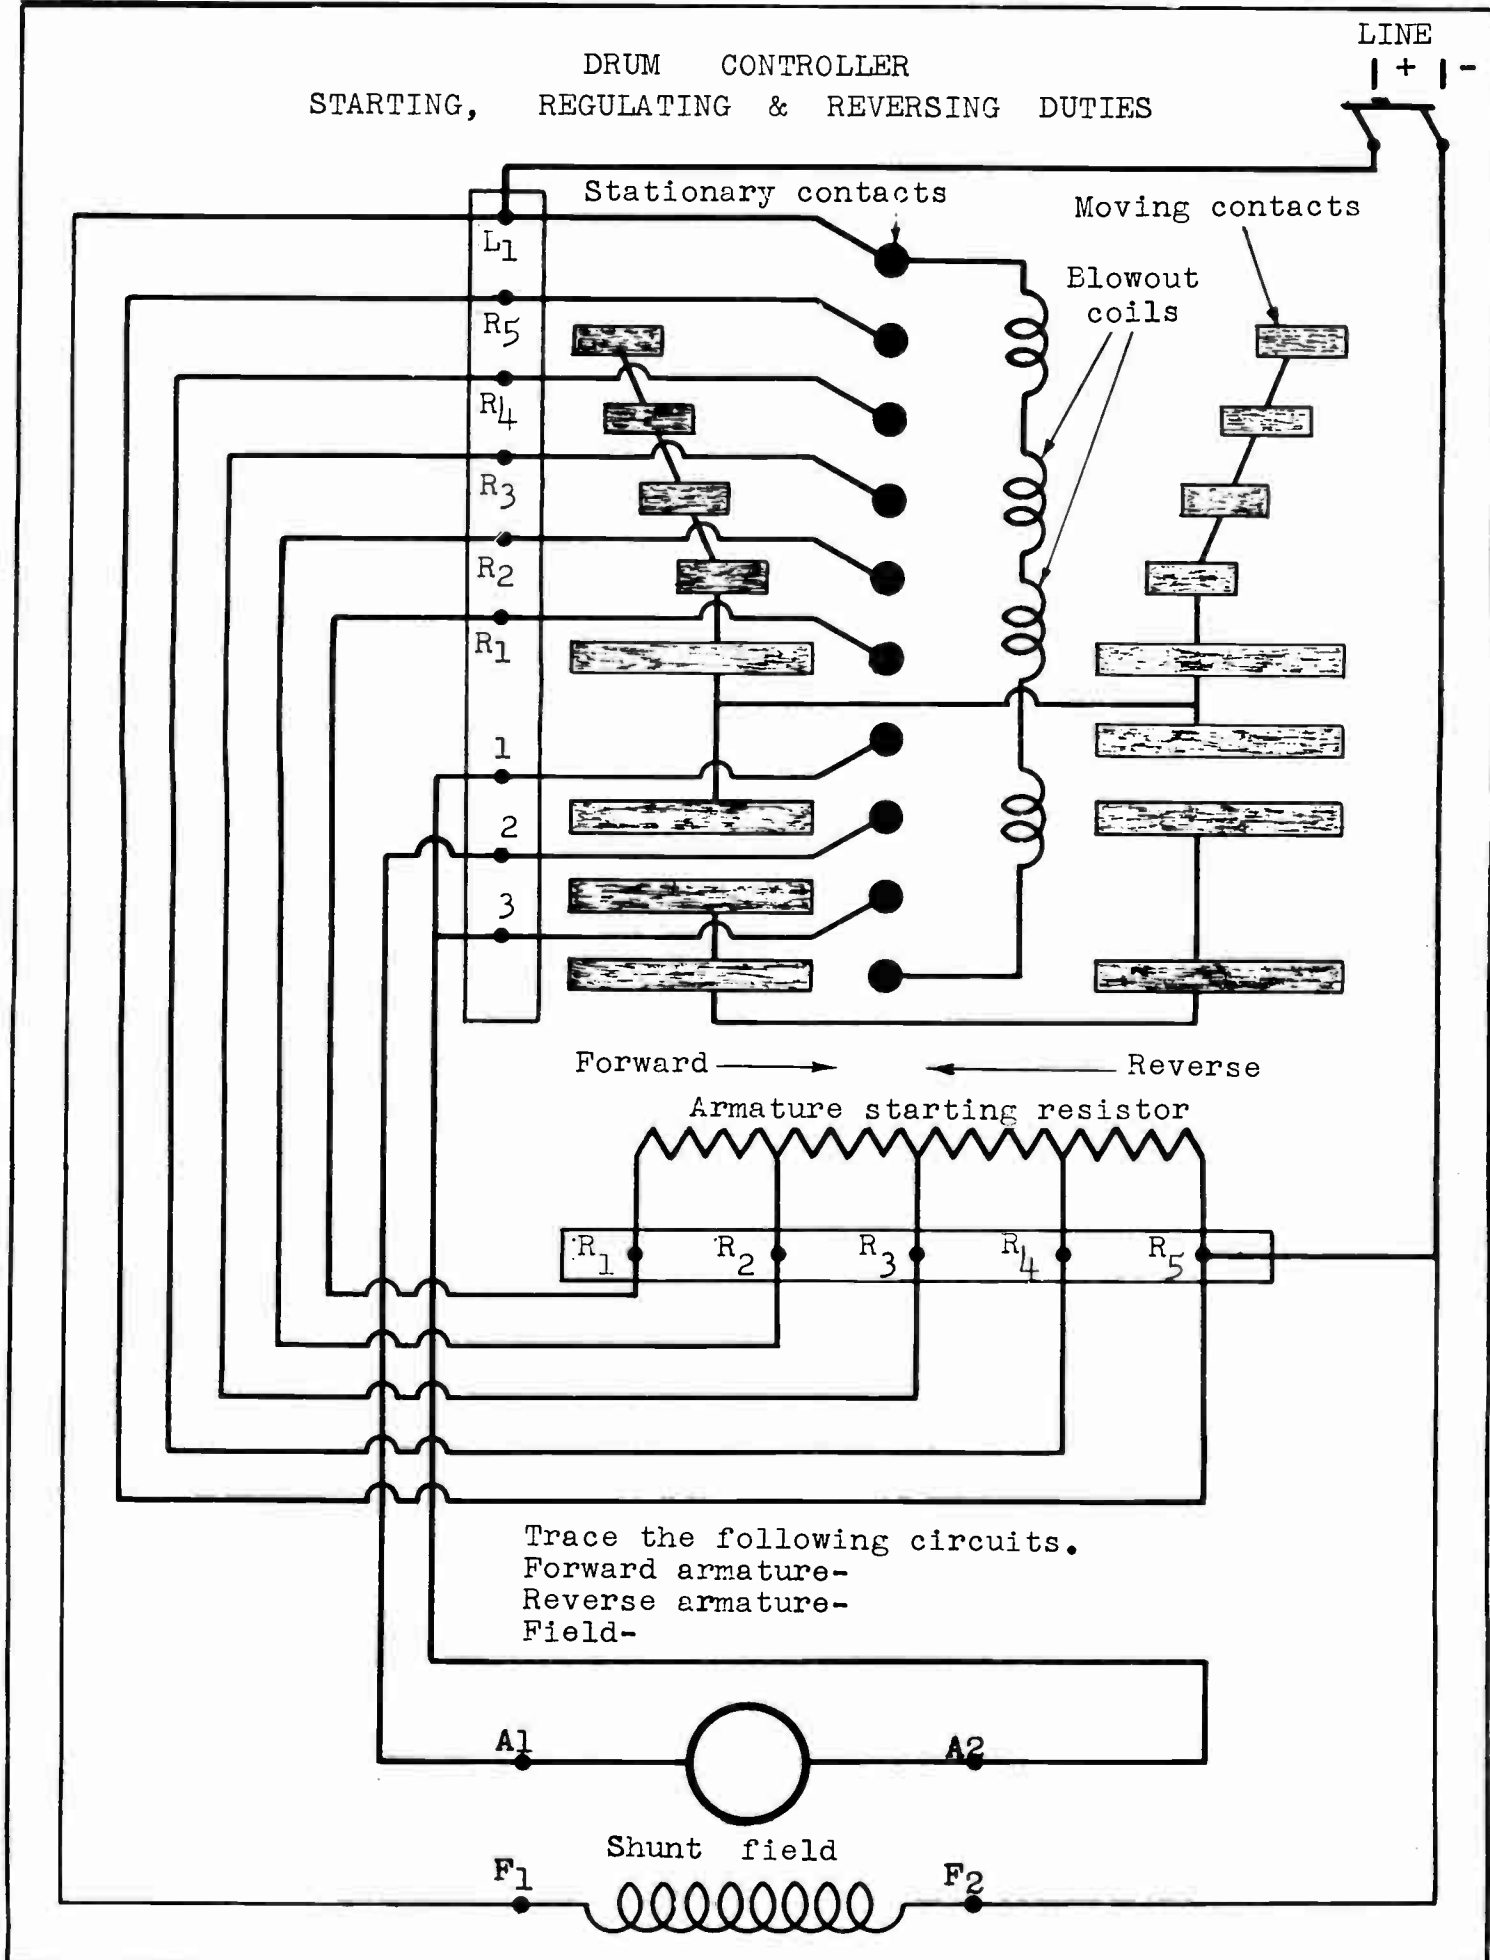 LINE
+ -
DRUM CONTROLLER
STARTING, REGULATING & REVERSING DUTIES
Stationary contacts
Moving contacts
Blowout
coils
L1
R5
R4
R3
R2
R1
1
2
3
Forward
Reverse
Armature starting resistor
R1 R2 R3 R4 R5
Trace the following circuits.
Forward armature-
Reverse armature-
Field-
A1
A2
Shunt field
F1
F2